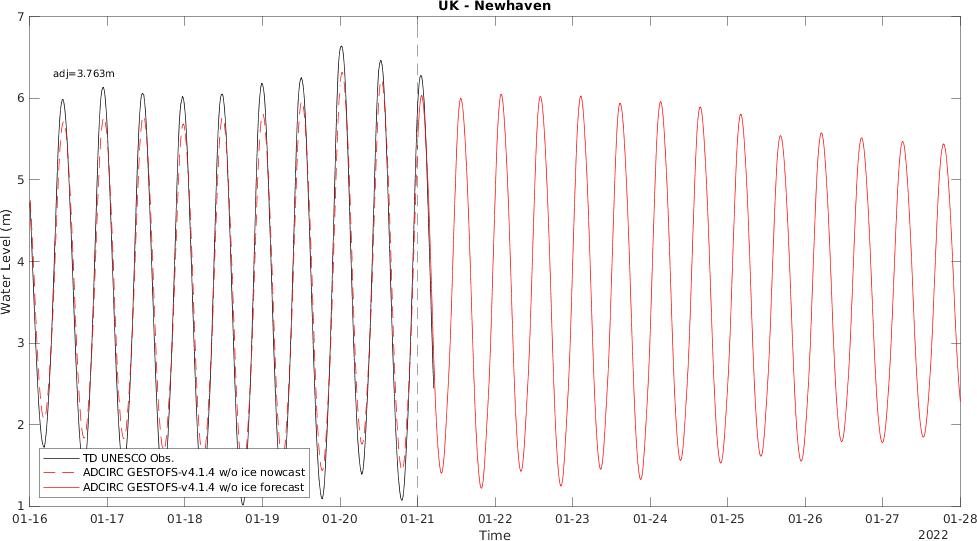 UK - Newhaven
7
adj=3.763m
6
5
4
3
2
1
Water Level (m)
TD UNESCO Obs.
ADCIRC GESTOFS-v4.1.4 w/o ice nowcast
ADCIRC GESTOFS-v4.1.4 w/o ice forecast
01-16 01-17 01-18 01-19 01-20 01-21 01-22 01-23 01-24 01-25 01-26 01-27 01-28
Time
2022